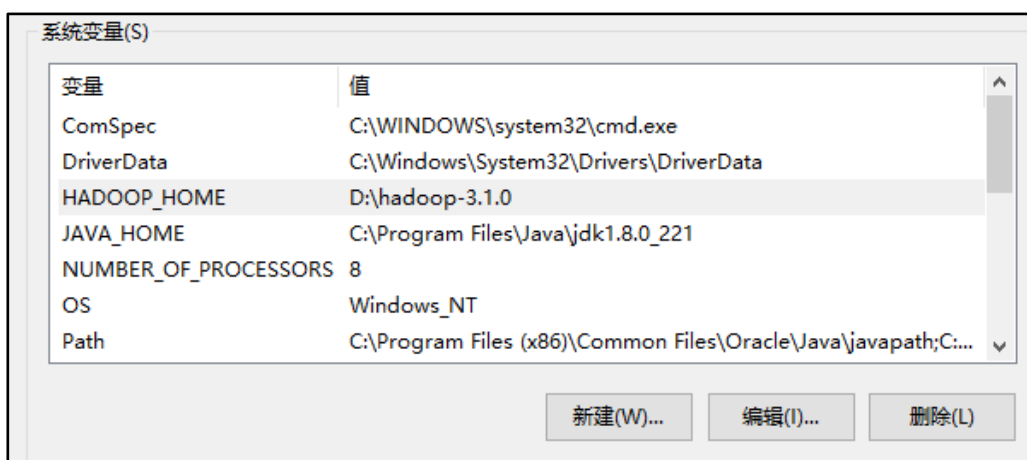 系统变量(S)
变量 值
ComSpec C:\WINDOWS\system32\cmd.exe
DriverData C:\Windows\System32\Drivers\DriverData
HADOOP_HOME D:\hadoop-3.1.0
JAVA_HOME C:\Program Files\Java\jdk1.8.0_221
NUMBER_OF_PROCESSORS 8
OS Windows_NT
Path C:\Program Files (x86)\Common Files\Oracle\Java\javapath;C:...
新建(W)... 编辑(I)... 删除(L)